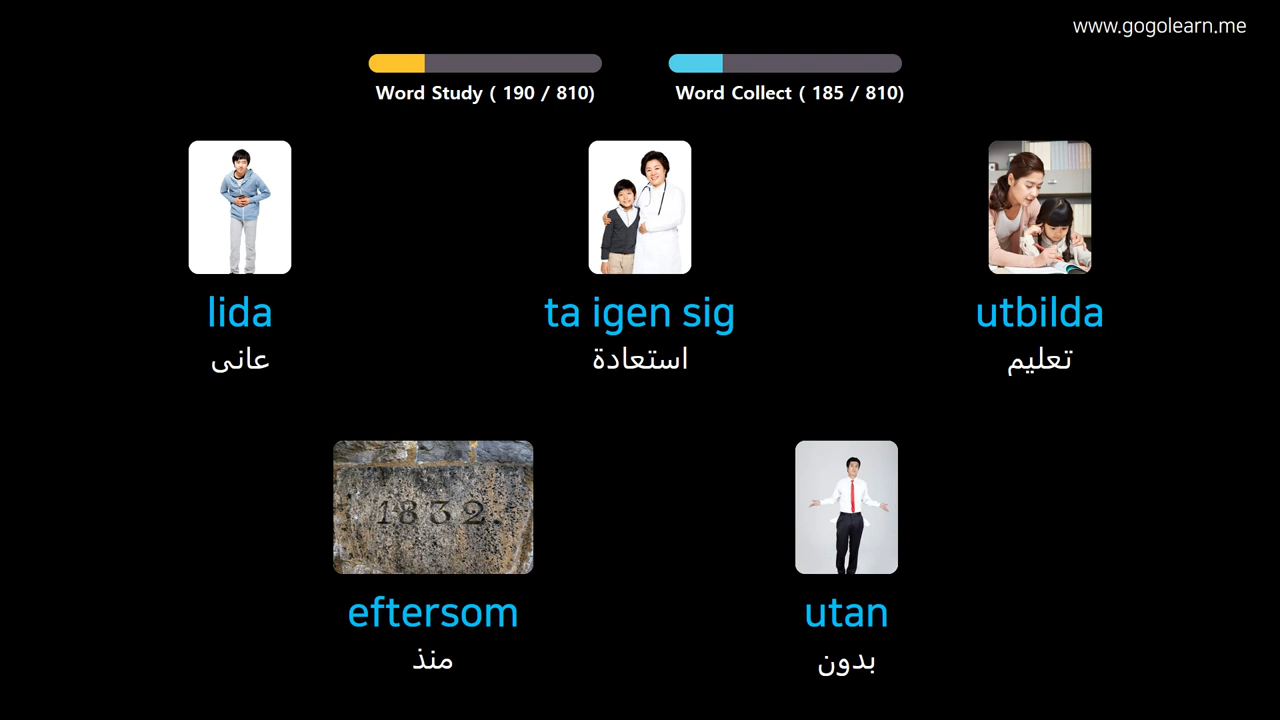 www.gogolearn.me
Word Study ( 190 / 810)
Word Collect ( 185 / 810)
lida
عانى
ta igen sig
استعادة
utbilda
تعليم
1832.
eftersom
منذ
utan
بدون